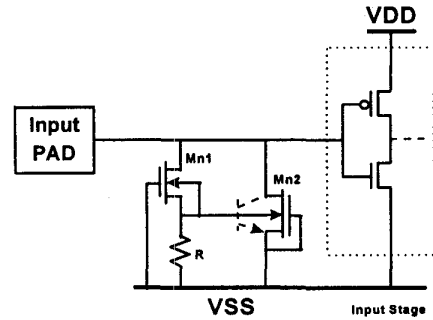 VDD
Input
PAD
Mn1
Mn2
R
VSS
Input Stage